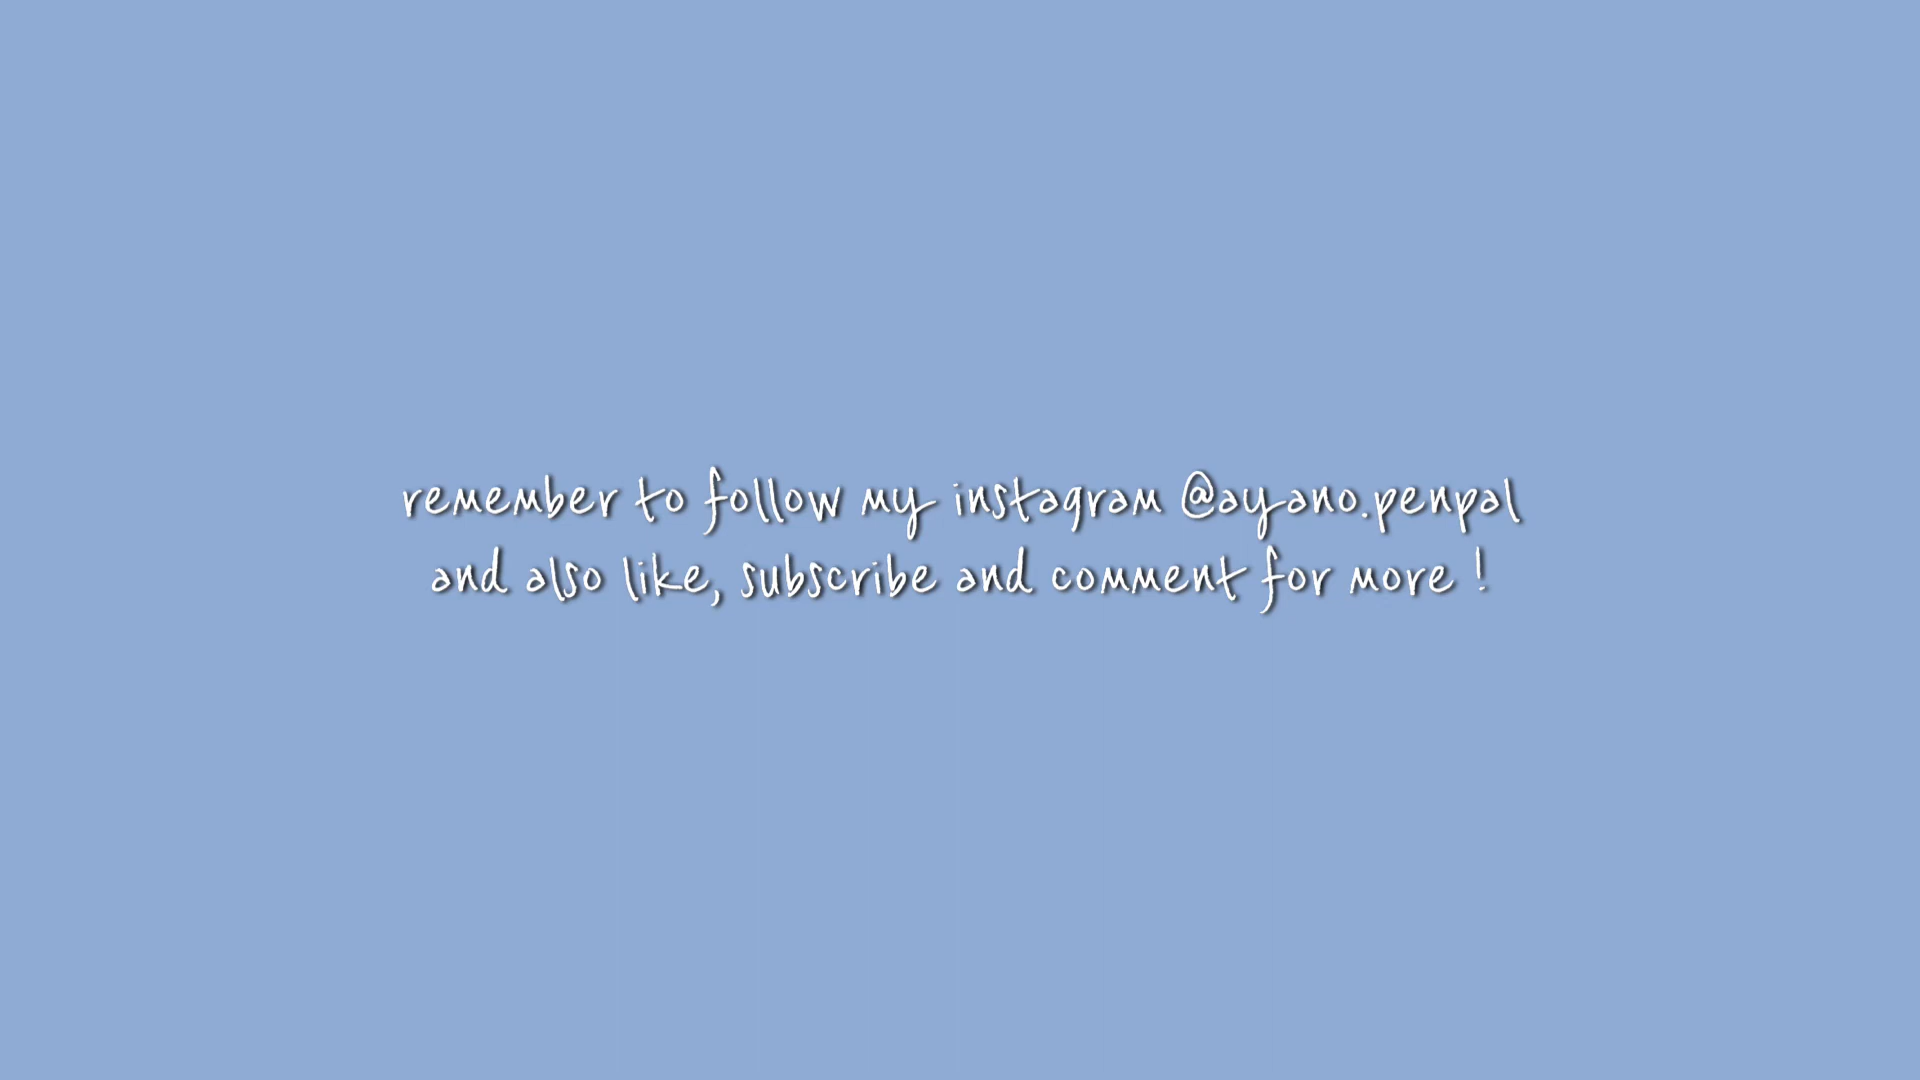 remember to follow my instagram @ayano.penpal
and also like, subscribe and comment for more !